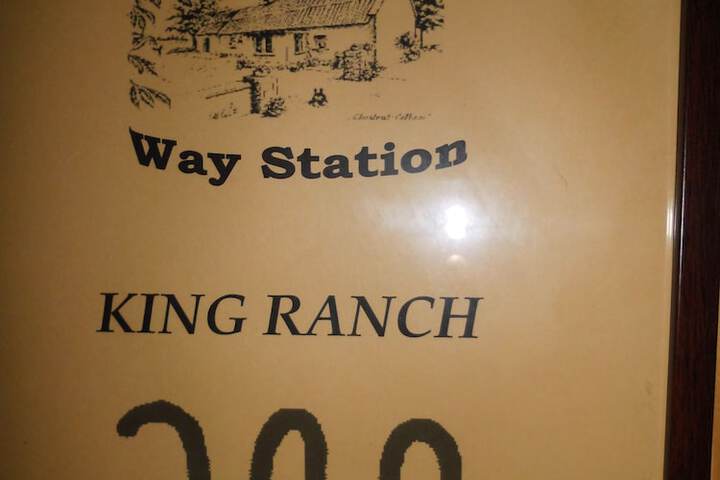 Way Station
KING RANCH